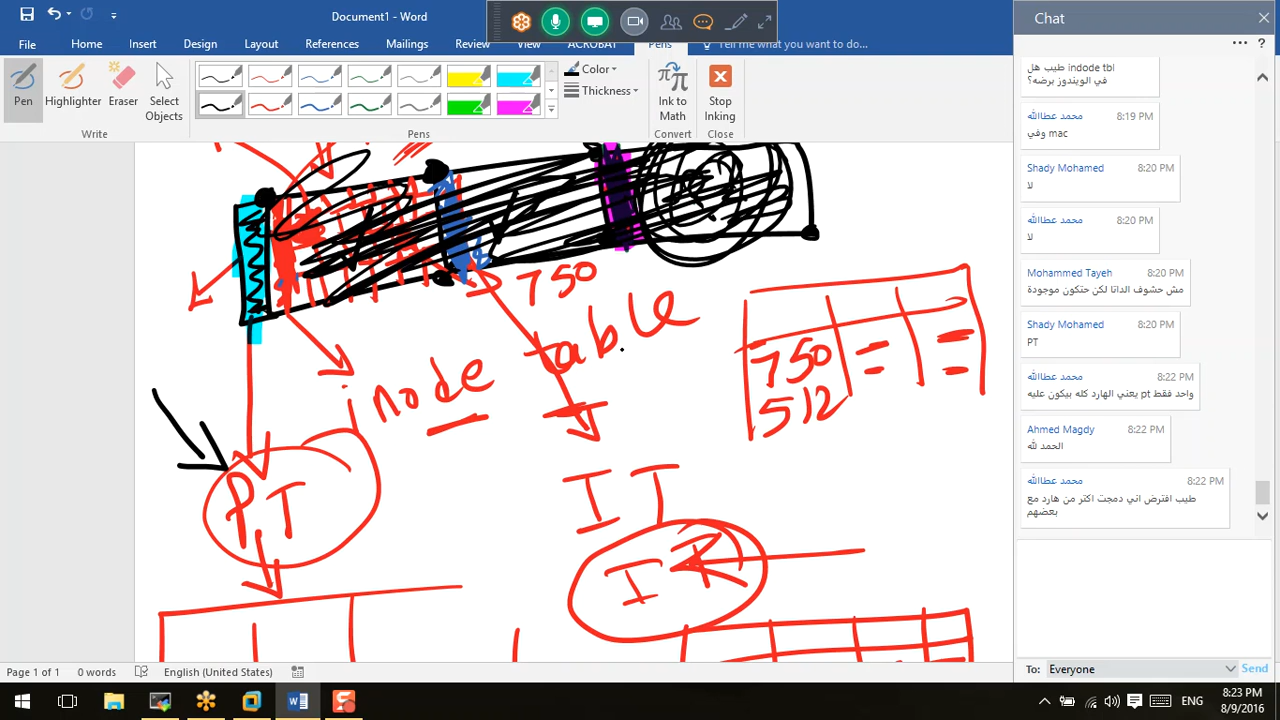 Document1 - Word
File
Home
Insert
Design
Layout
References
Mailings
Review
View
ACROBAT
Pens
Tell me what you want to do...
Pen
Highlighter
Eraser
Select
Objects
Color
Thickness
Ink to
Math
Stop
Inking
Write
Pens
Convert
Close
750
inode table
750
512
PT
IT
IR
Chat
طيب هل indode tbl
في الويندوز برضه؟
محمد عطاالله 8:19 PM
وفي mac
Shady Mohamed 8:20 PM
لا
محمد عطاالله 8:20 PM
لا
Mohammed Tayeh 8:20 PM
مش حتشوف الداتا لكن حتكون موجودة
Shady Mohamed 8:20 PM
PT
محمد عطاالله 8:22 PM
واحد فقط pt يعني الهارد كله بيكون عليه
Ahmed Magdy 8:22 PM
الحمد لله
محمد عطاالله 8:22 PM
طيب افترض اني دمجت اكتر من هارد مع
بعضهم
To: Everyone Send
Page 1 of 1 0 words English (United States)
ENG
8:23 PM
8/9/2016